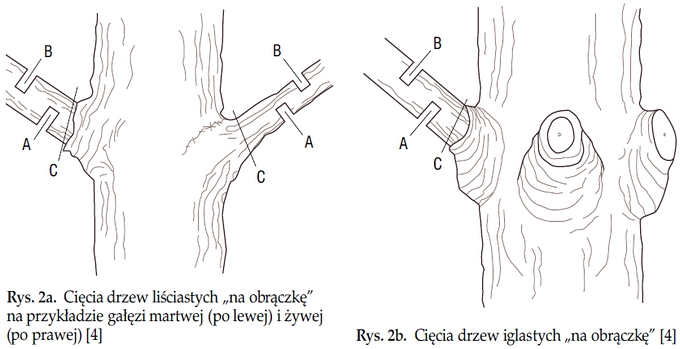 B
A
C
B
A
C
B
A
C
Rys. 2a. Cięcia drzew liściastych „na obrączkę”
na przykładzie gałęzi martwej (po lewej) i żywej
(po prawej) [4]
Rys. 2b. Cięcia drzew iglastych „na obrączkę” [4]